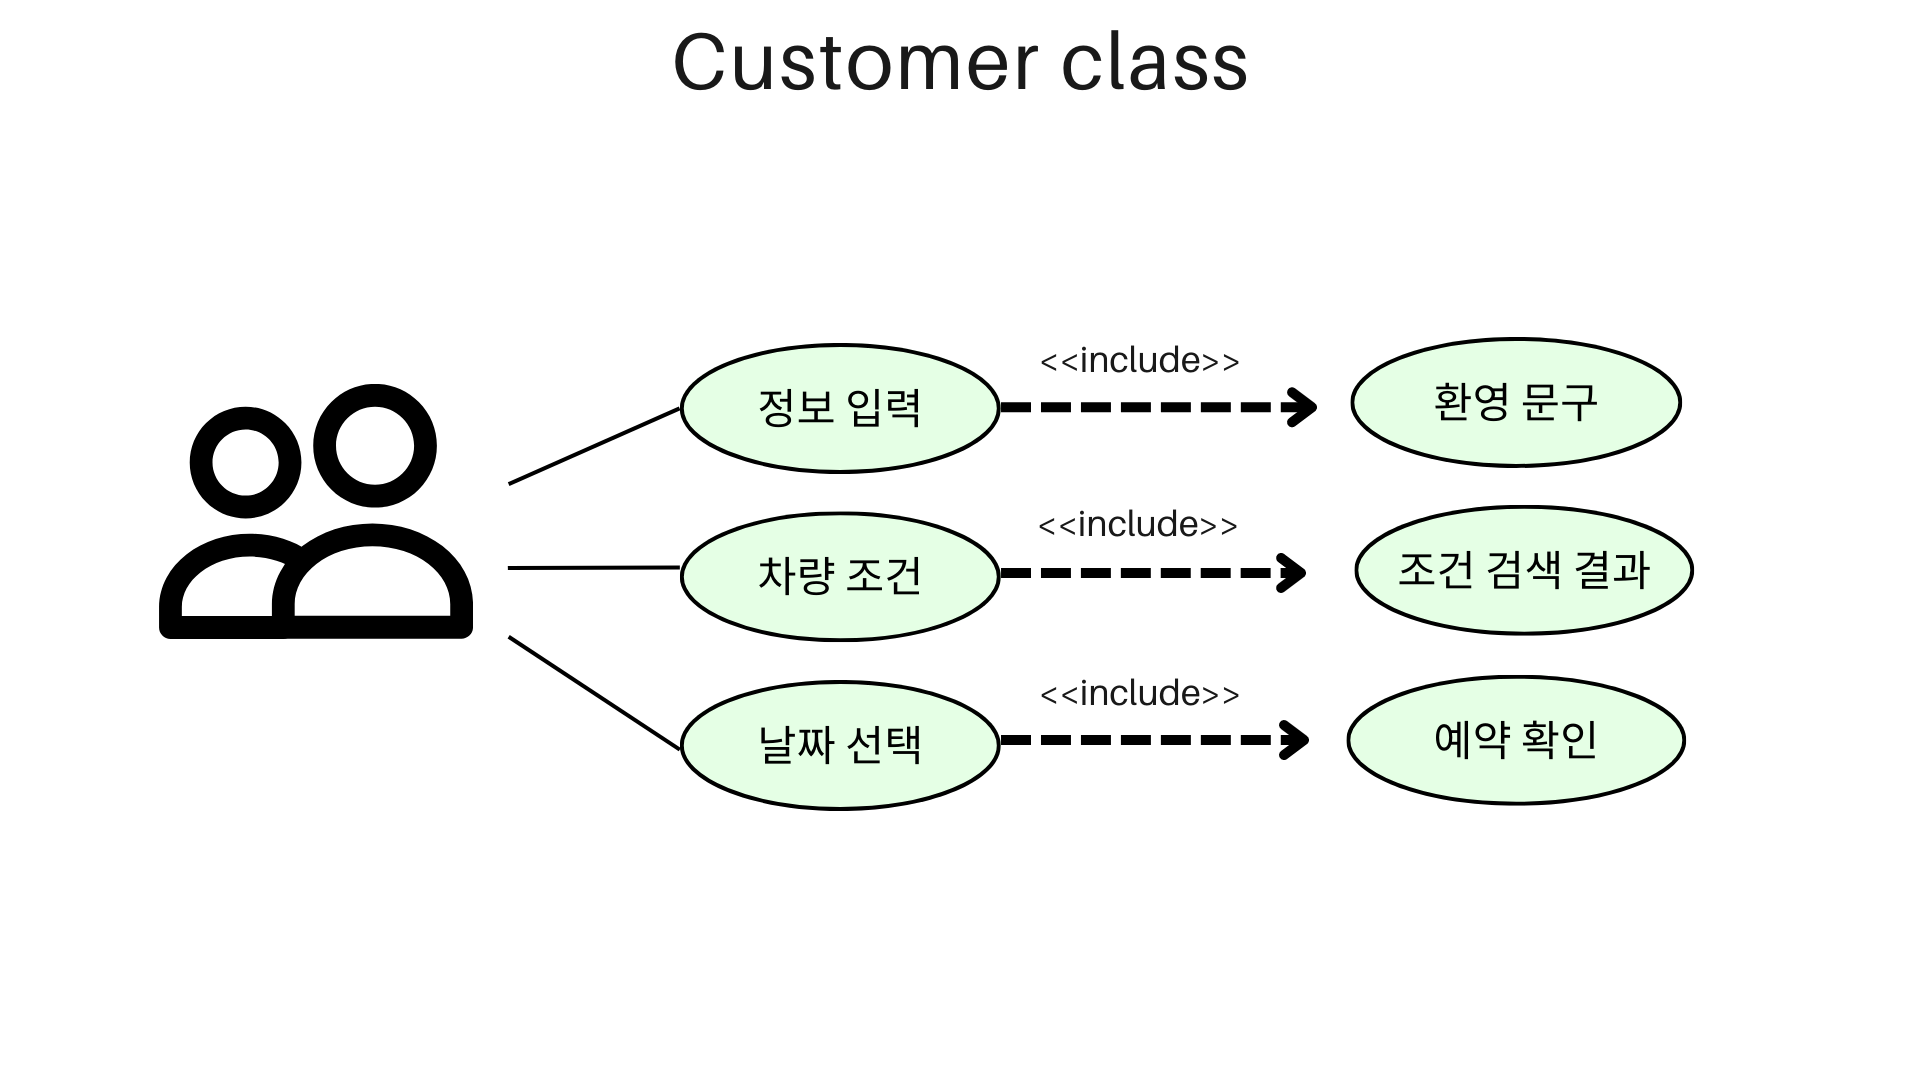 Customer class
정보 입력
<<include>>
환영 문구
차량 조건
<<include>>
조건 검색 결과
날짜 선택
<<include>>
예약 확인